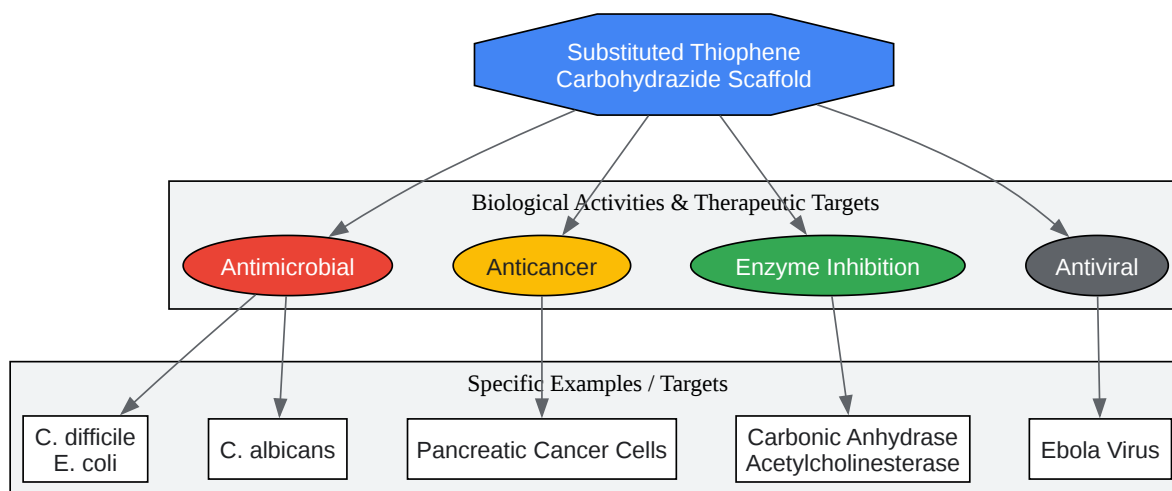 Substituted Thiophene
Carbohydrazide Scaffold
Biological Activities & Therapeutic Targets
Antimicrobial
Anticancer
Enzyme Inhibition
Antiviral
Specific Examples / Targets
C. difficile
E. coli
C. albicans
Pancreatic Cancer Cells
Carbonic Anhydrase
Acetylcholinesterase
Ebola Virus